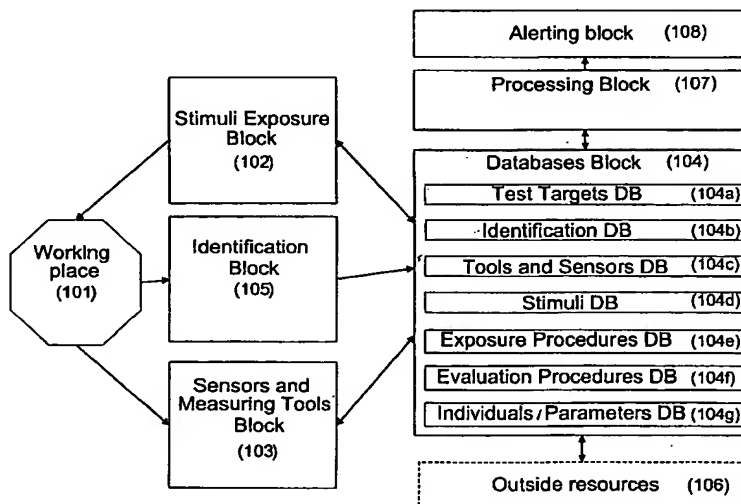 Alerting block (108)
Processing Block (107)
Stimuli Exposure
Block
(102)
Databases Block (104)
Test Targets DB (104a)
Identification DB (104b)
Tools and Sensors DB (104c)
Stimuli DB (104d)
Exposure Procedures DB (104e)
Evaluation Procedures DB (104f)
Individuals/Parameters DB (104g)
Working
place
(101)
Identification
Block
(105)
Sensors and
Measuring Tools
Block
(103)
Outside resources (106)